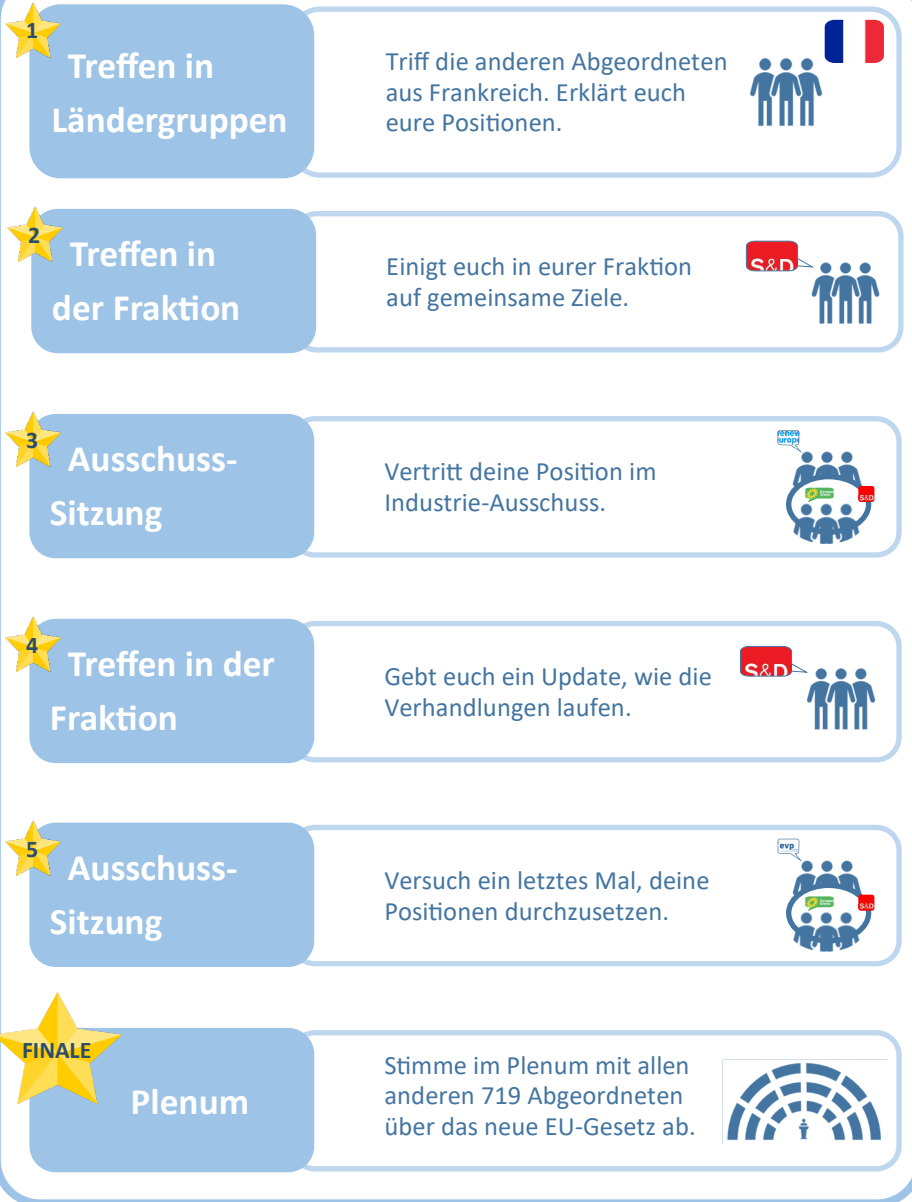 1
Treffen in
Ländergruppen
Triff die anderen Abgeordneten
aus Frankreich. Erklärt euch
eure Positionen.
2
Treffen in
der Fraktion
Einigt euch in eurer Fraktion
auf gemeinsame Ziele.
S&D
3
Ausschuss-
Sitzung
Vertritt deine Position im
Industrie-Ausschuss.
renew
europe
S&D
4
Treffen in der
Fraktion
Gebt euch ein Update, wie die
Verhandlungen laufen.
S&D
5
Ausschuss-
Sitzung
Versuch ein letztes Mal, deine
Positionen durchzusetzen.
evp
S&D
FINALE
Plenum
Stimme im Plenum mit allen
anderen 719 Abgeordneten
über das neue EU-Gesetz ab.